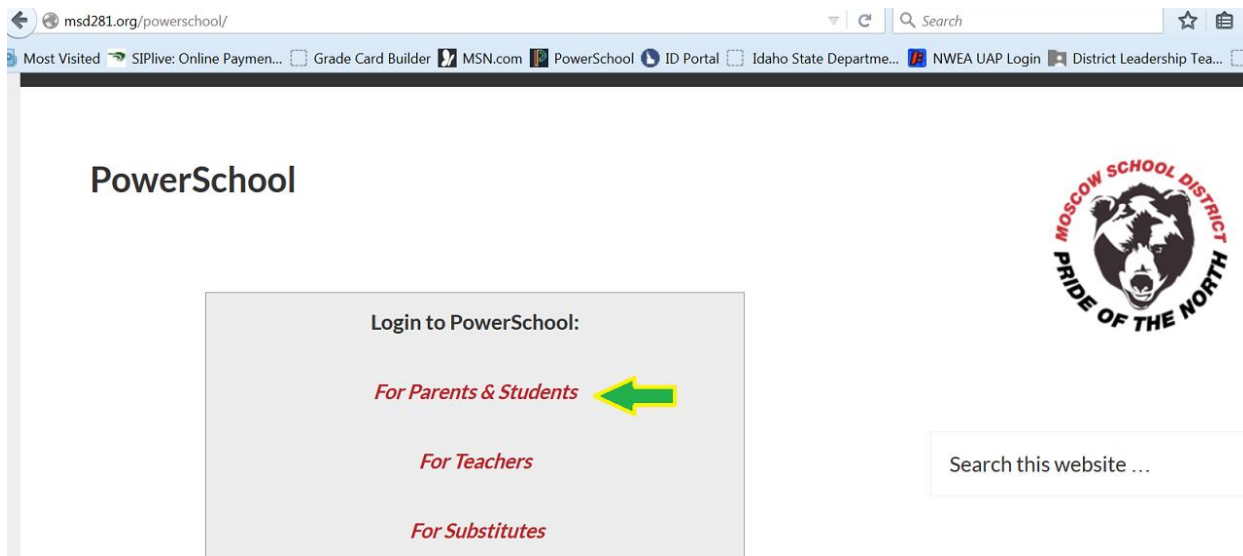 msd281.org/powerschool/
Search
Most Visited SIPlive: Online Paymen... Grade Card Builder MSN.com PowerSchool ID Portal Idaho State Departme... NWEA UAP Login District Leadership Tea...
PowerSchool
MOSCOW SCHOOL DISTRICT
PRIDE OF THE NORTH
Login to PowerSchool:
For Parents & Students
For Teachers
Search this website ...
For Substitutes